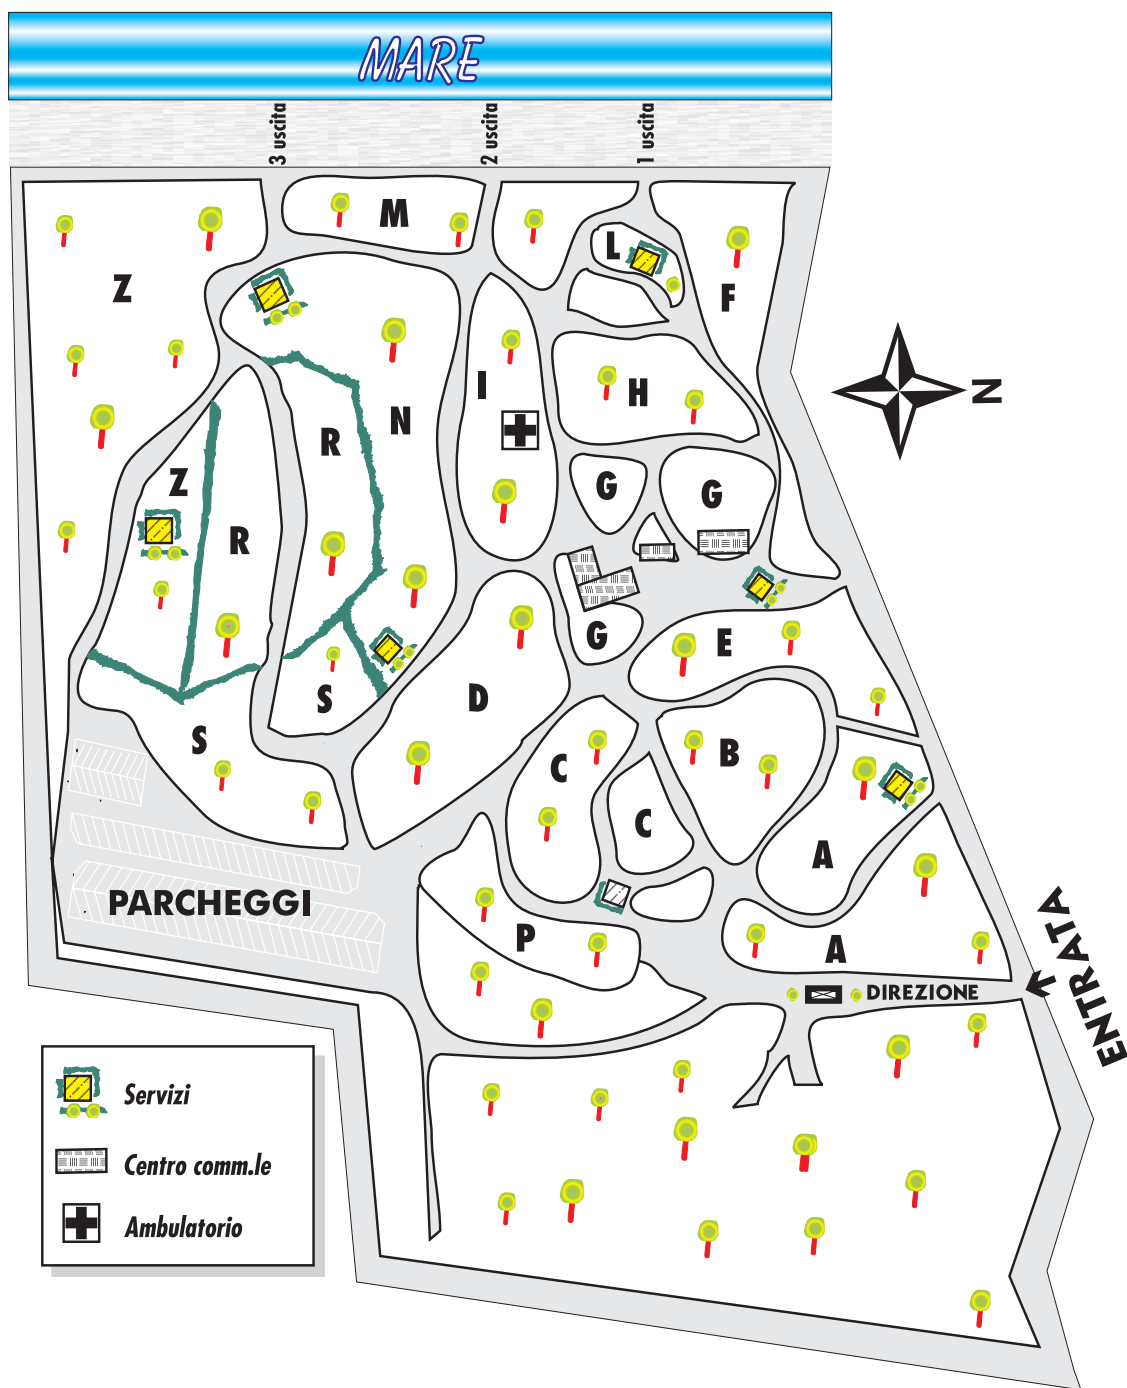 MARE
3 uscita
2 uscita
1 uscita
M
L
Z
F
I
H
N
R
N
Z
G
G
R
G
E
S
D
S
B
C
C
A
PARCHEGGI
P
A
DIREZIONE
ENTRATA
Servizi
Centro comm.le
Ambulatorio